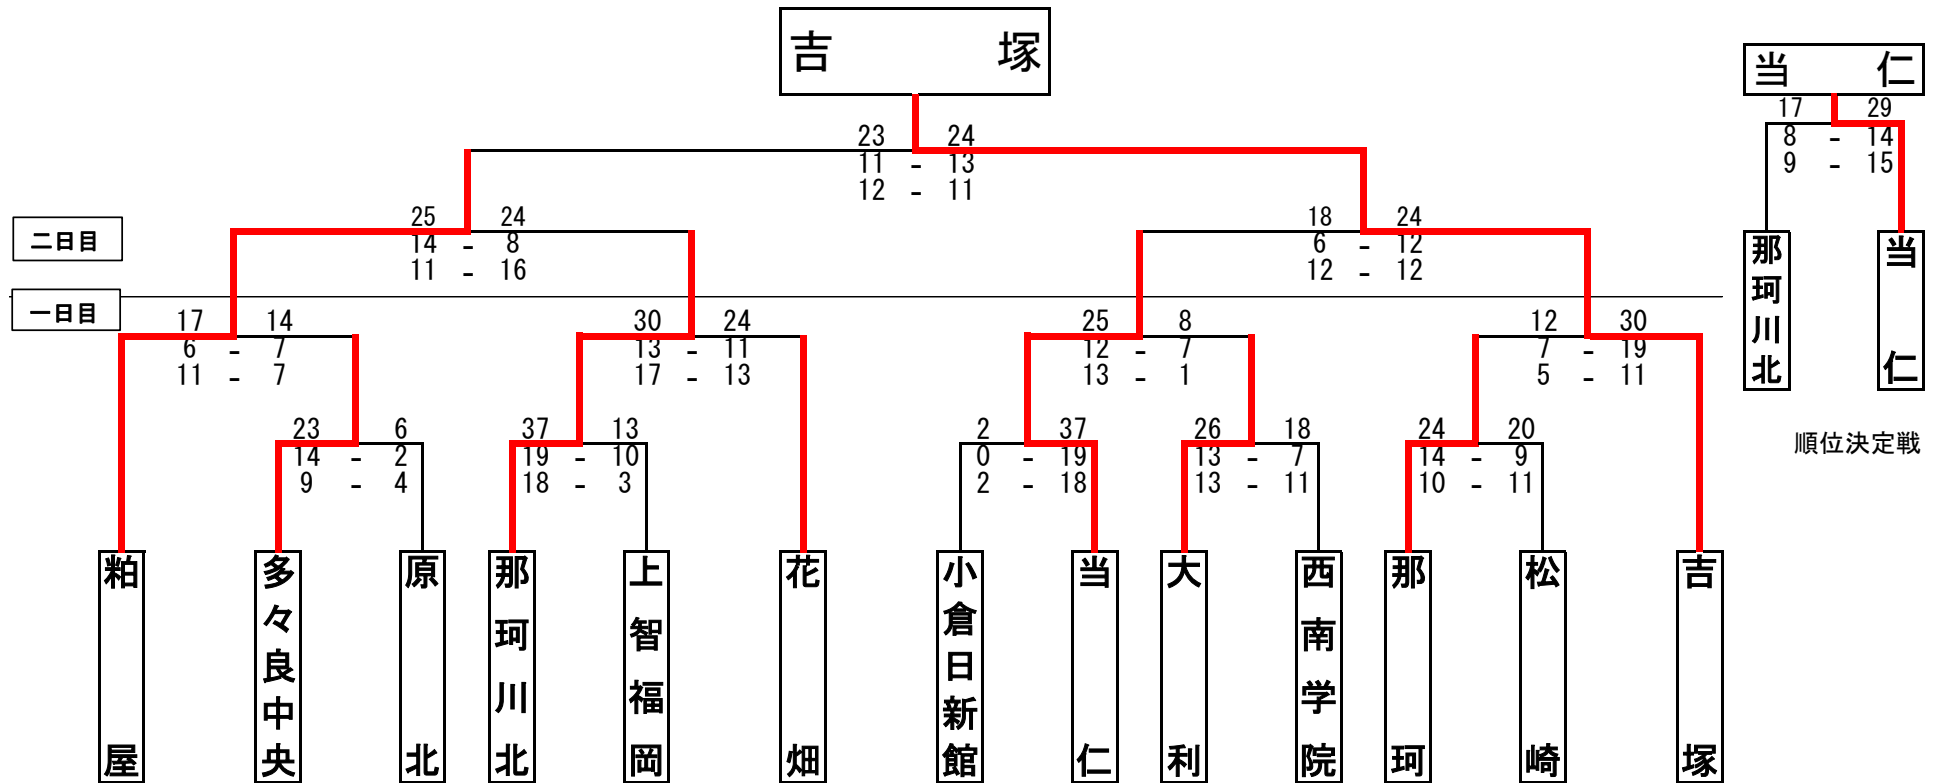 吉 塚
23 24
11 - 13
12 - 11
当 仁
17 29
8 - 14
9 - 15
那珂川北
当仁
順位決定戦
二日目
25 24
14 - 8
11 - 16
18 24
6 - 12
12 - 12
一日目
17 14
6 - 7
11 - 7
30 24
13 - 11
17 - 13
25 8
12 - 7
13 - 1
12 30
7 - 19
5 - 11
23 6
14 - 2
9 - 4
37 13
19 - 10
18 - 3
2 37
0 - 19
2 - 18
26 18
13 - 7
13 - 11
24 20
14 - 9
10 - 11
粕屋
多々良中央
原北
那珂川北
上智福岡
花畑
小倉日新館
当仁
大利
西南学院
那珂
松崎
吉塚